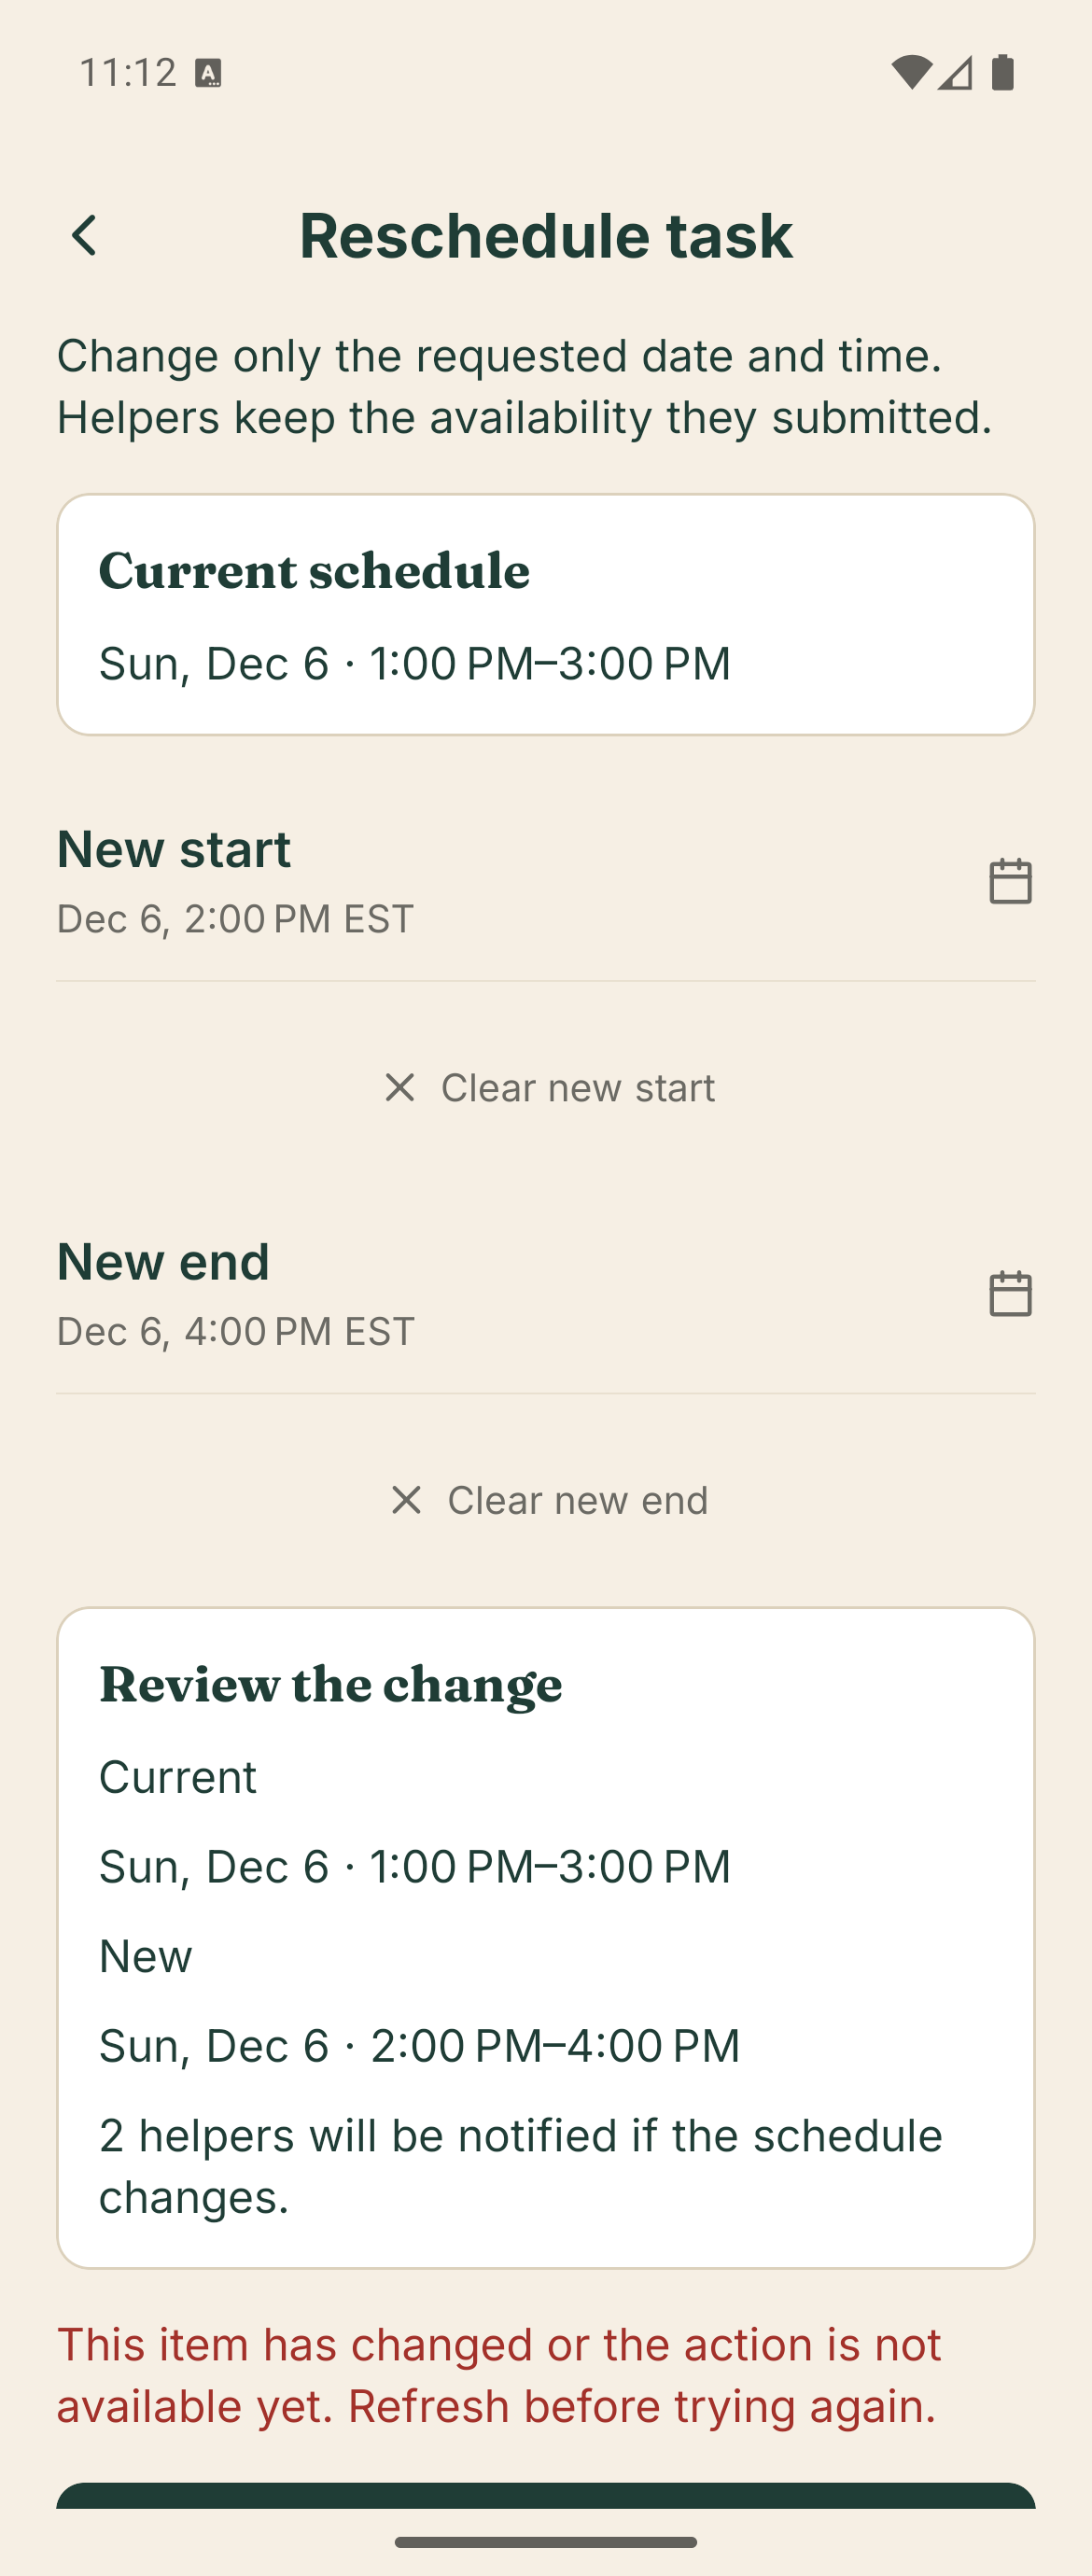 11:12 A
Reschedule task
Change only the requested date and time.
Helpers keep the availability they submitted.
Current schedule
Sun, Dec 6 · 1:00 PM–3:00 PM
New start
Dec 6, 2:00 PM EST
Clear new start
New end
Dec 6, 4:00 PM EST
Clear new end
Review the change
Current
Sun, Dec 6 · 1:00 PM–3:00 PM
New
Sun, Dec 6 · 2:00 PM–4:00 PM
2 helpers will be notified if the schedule
changes.
This item has changed or the action is not
available yet. Refresh before trying again.